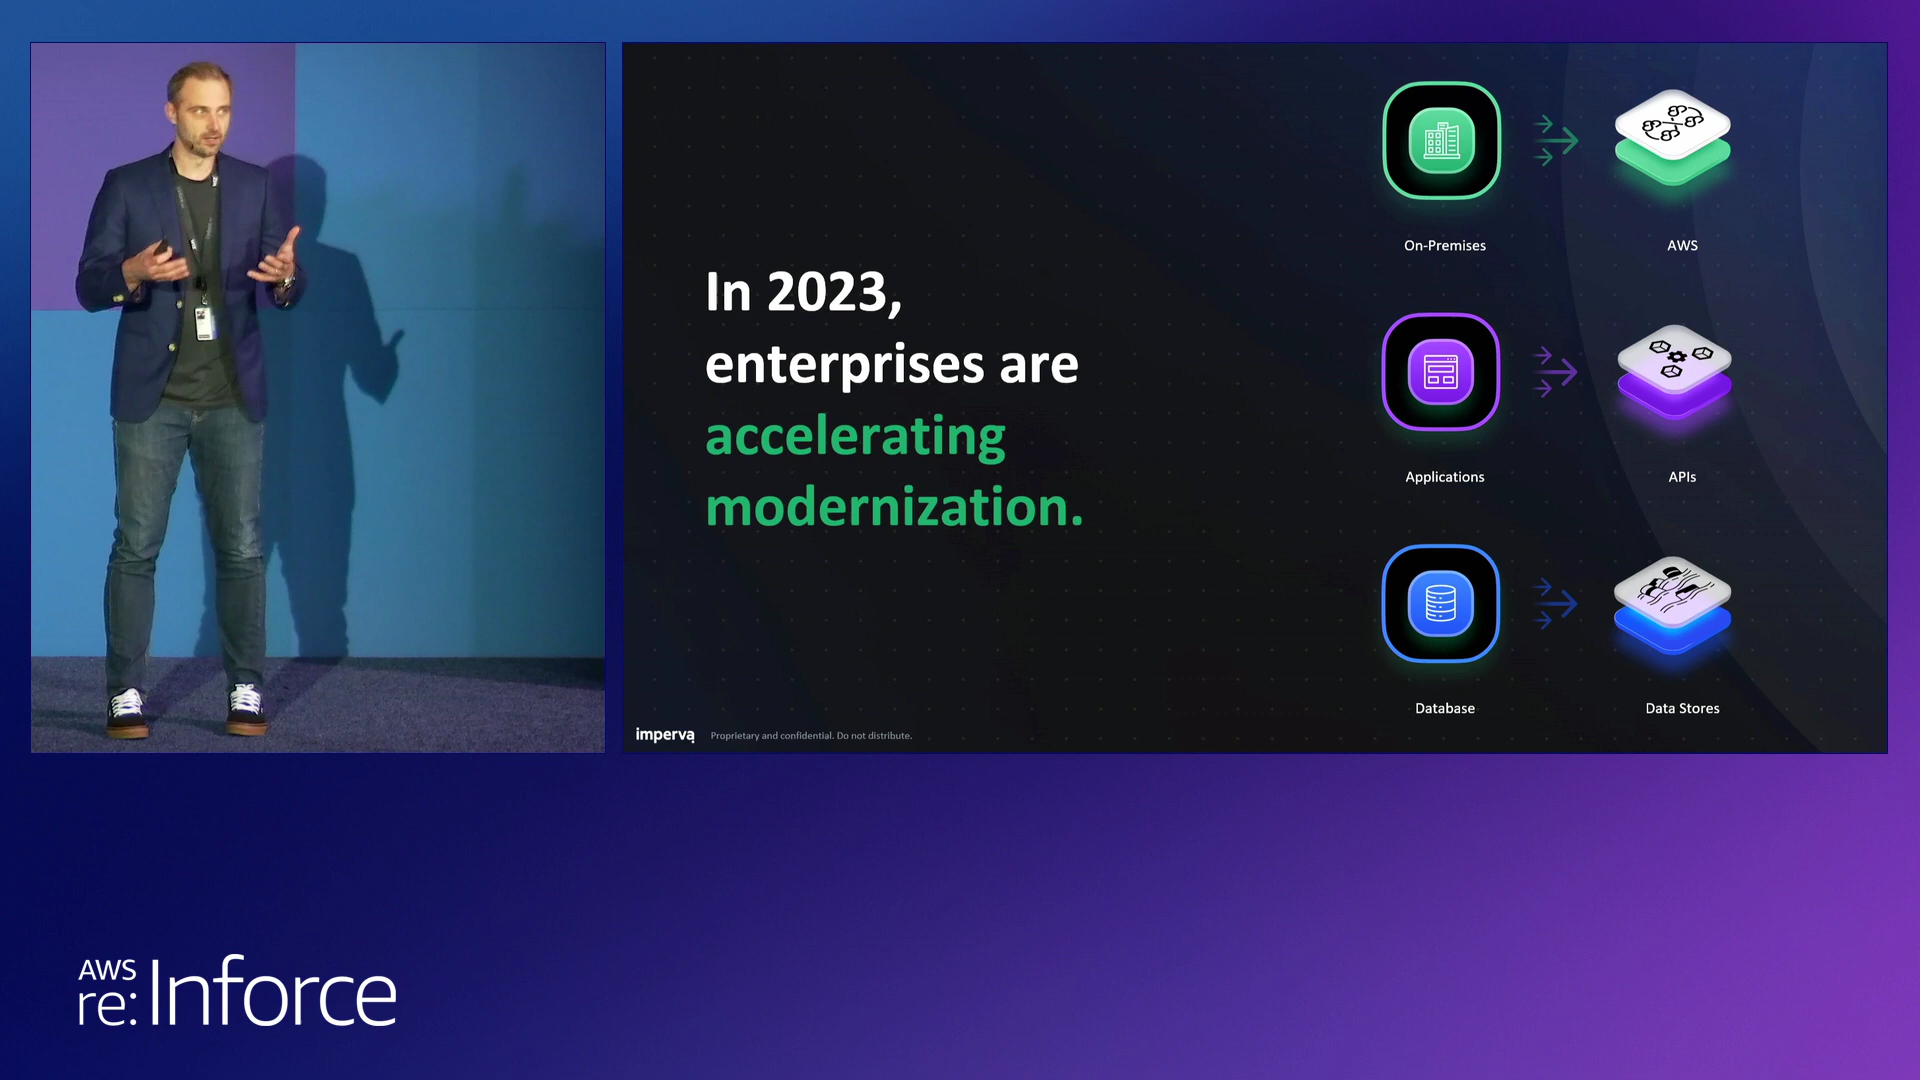 In 2023,
enterprises are
accelerating
modernization.
On-Premises
AWS
Applications
APIs
Database
Data Stores
imperva
Proprietary and confidential. Do not distribute.
AWS
re:Inforce